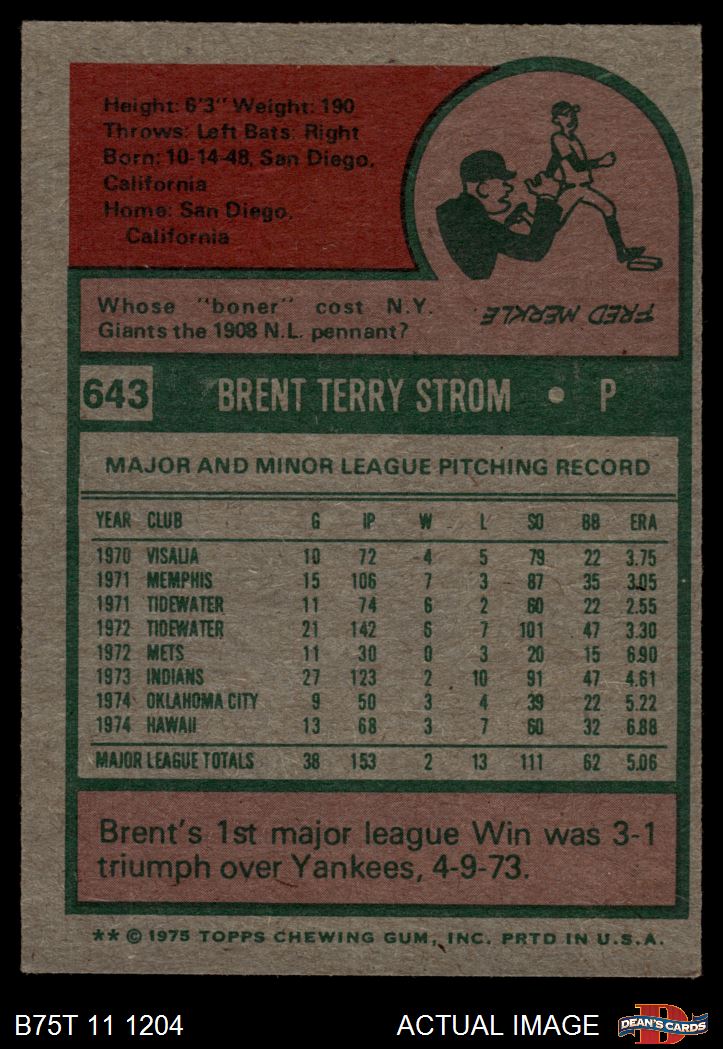 Height: 6'3" Weight: 190
Throws: Left Bats: Right
Born: 10-14-48, San Diego,
California
Home: San Diego,
California
Whose "boner" cost N.Y.
Giants the 1908 N.L. pennant?
FRED MERKLE
643 BRENT TERRY STROM • P
MAJOR AND MINOR LEAGUE PITCHING RECORD
YEAR CLUB G IP W L SO BB ERA
1970 VISALIA 10 72 4 5 79 22 3.75
1971 MEMPHIS 15 106 7 3 87 35 3.05
1971 TIDEWATER 11 74 6 2 60 22 2.55
1972 TIDEWATER 21 142 6 7 101 47 3.30
1972 METS 11 30 0 3 20 15 6.90
1973 INDIANS 27 123 2 10 91 47 4.61
1974 OKLAHOMA CITY 9 50 3 4 39 22 5.22
1974 HAWAII 13 68 3 7 60 32 6.88
MAJOR LEAGUE TOTALS 38 153 2 13 111 62 5.06
Brent's 1st major league Win was 3-1
triumph over Yankees, 4-9-73.
** © 1975 TOPPS CHEWING GUM, INC. PRTD IN U.S.A.
B75T 11 1204 ACTUAL IMAGE D DEAN'S CARDS